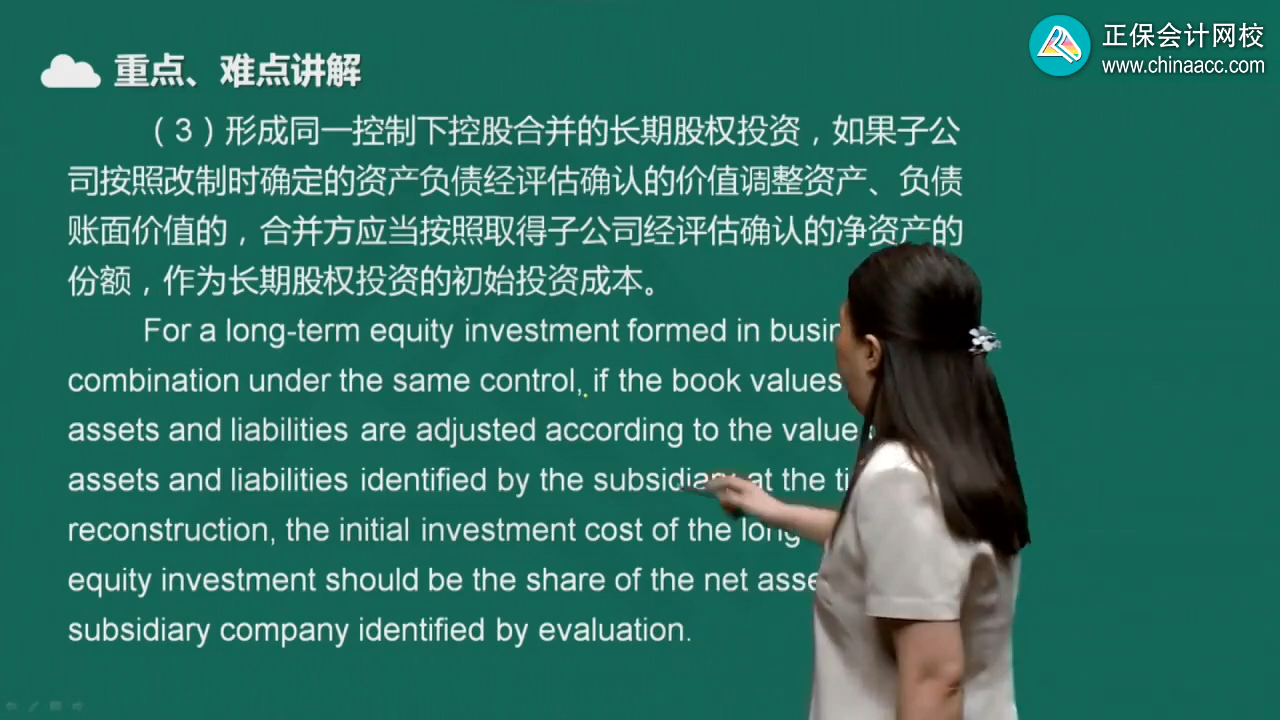 正保会计网校
www.chinaacc.com
重点、难点讲解
（3）形成同一控制下控股合并的长期股权投资，如果子公
司按照改制时确定的资产负债经评估确认的价值调整资产、负债
账面价值的，合并方应当按照取得子公司经评估确认的净资产的
份额，作为长期股权投资的初始投资成本。
For a long-term equity investment formed in
combination under the same control, if the book values
assets and liabilities are adjusted according to the value
assets and liabilities identified by the subsidiary at the
reconstruction, the initial investment cost of the
equity investment should be the share of the net
subsidiary company identified by evaluation.